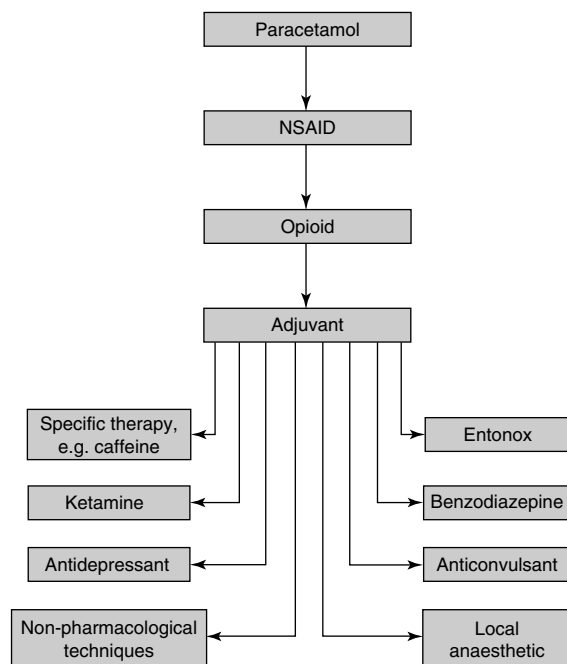 Paracetamol
NSAID
Opioid
Adjuvant
Specific therapy,
e.g. caffeine
Entonox
Ketamine
Benzodiazepine
Antidepressant
Anticonvulsant
Non-pharmacological
techniques
Local
anaesthetic